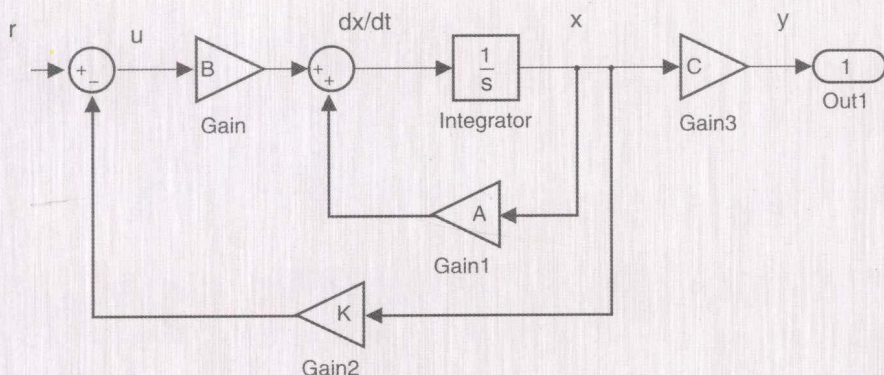 r
u
dx/dt
x
y
+
−
B
+
+
1
s
C
1
Gain
Integrator
Gain3
Out1
A
Gain1
K
Gain2